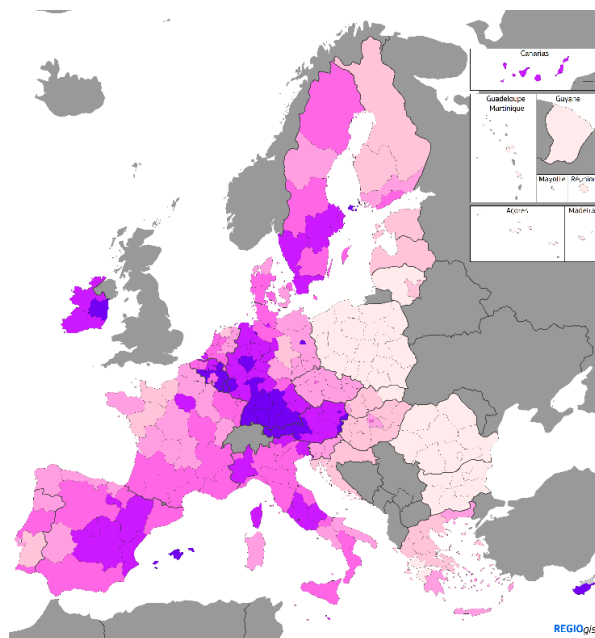 Canarias
Guadeloupe
Martinique
Guyane
Mayotte
Réunion
Açores
Madeira
REGIOgis